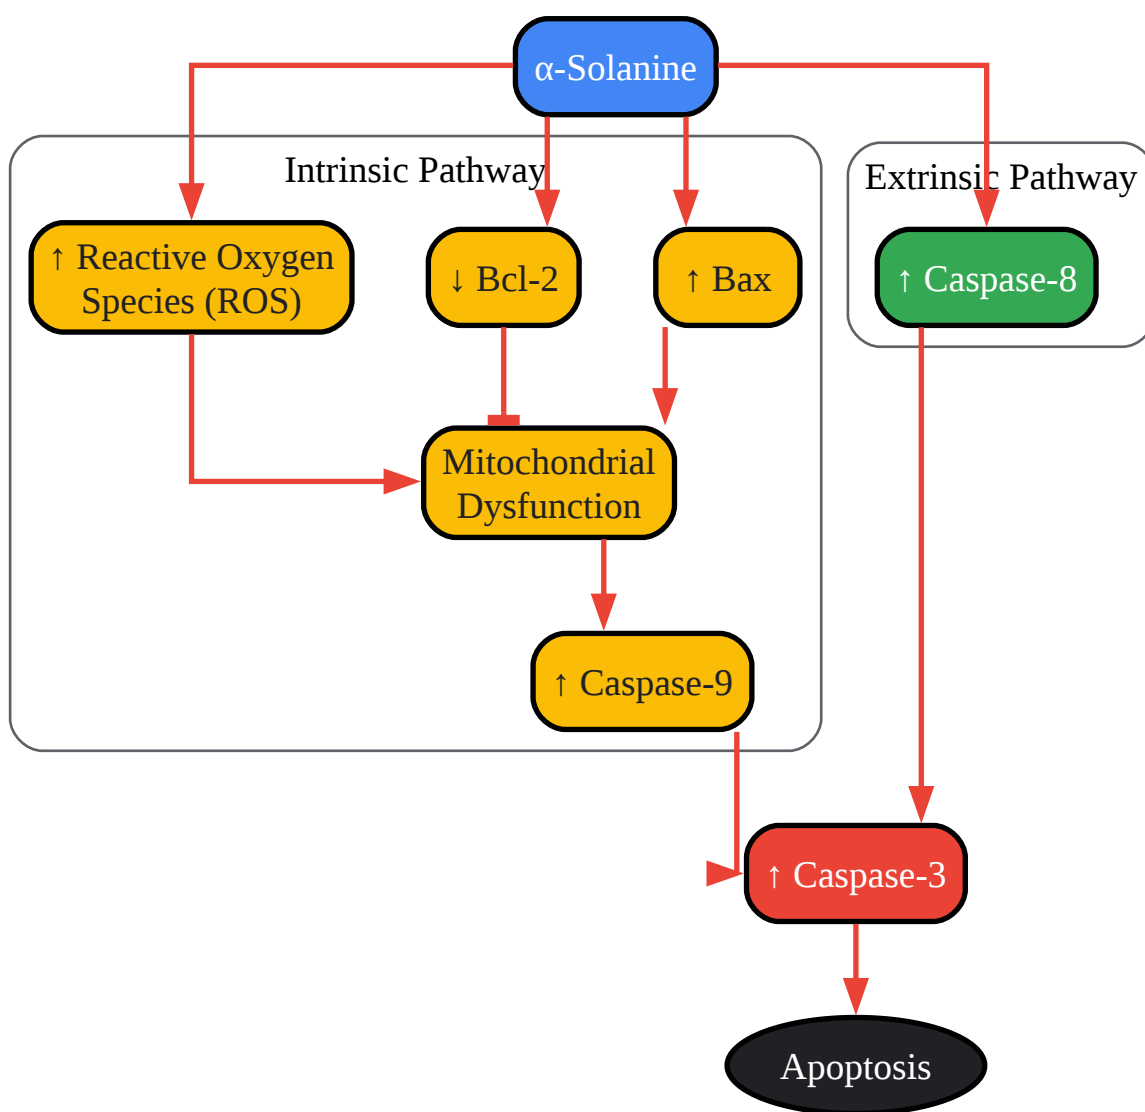 α-Solanine
Intrinsic Pathway
Extrinsic Pathway
↑ Reactive Oxygen
Species (ROS)
↓ Bcl-2
↑ Bax
↑ Caspase-8
Mitochondrial
Dysfunction
↑ Caspase-9
↑ Caspase-3
Apoptosis